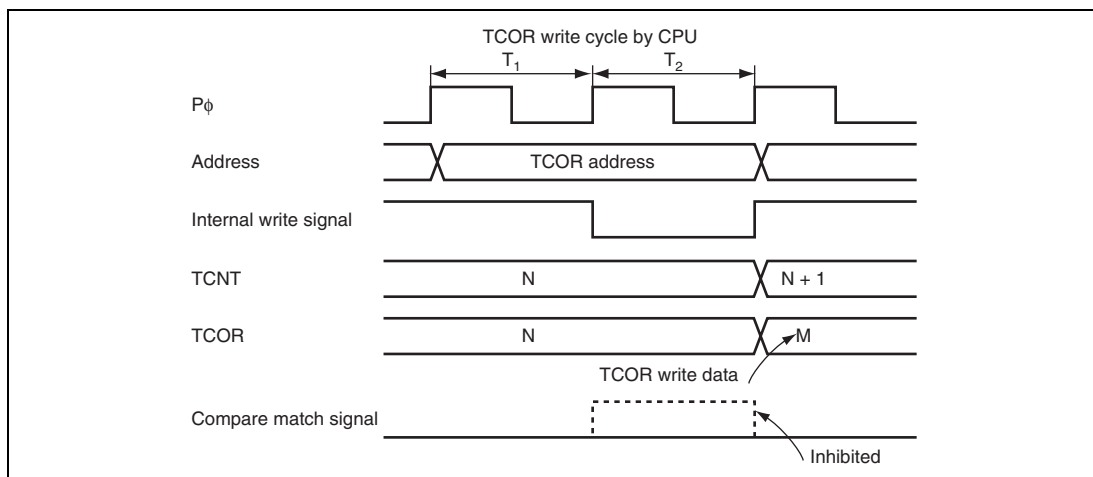 TCOR write cycle by CPU
T1 T2
Pϕ
Address TCOR address
Internal write signal
TCNT N N + 1
TCOR N M
TCOR write data
Compare match signal
Inhibited